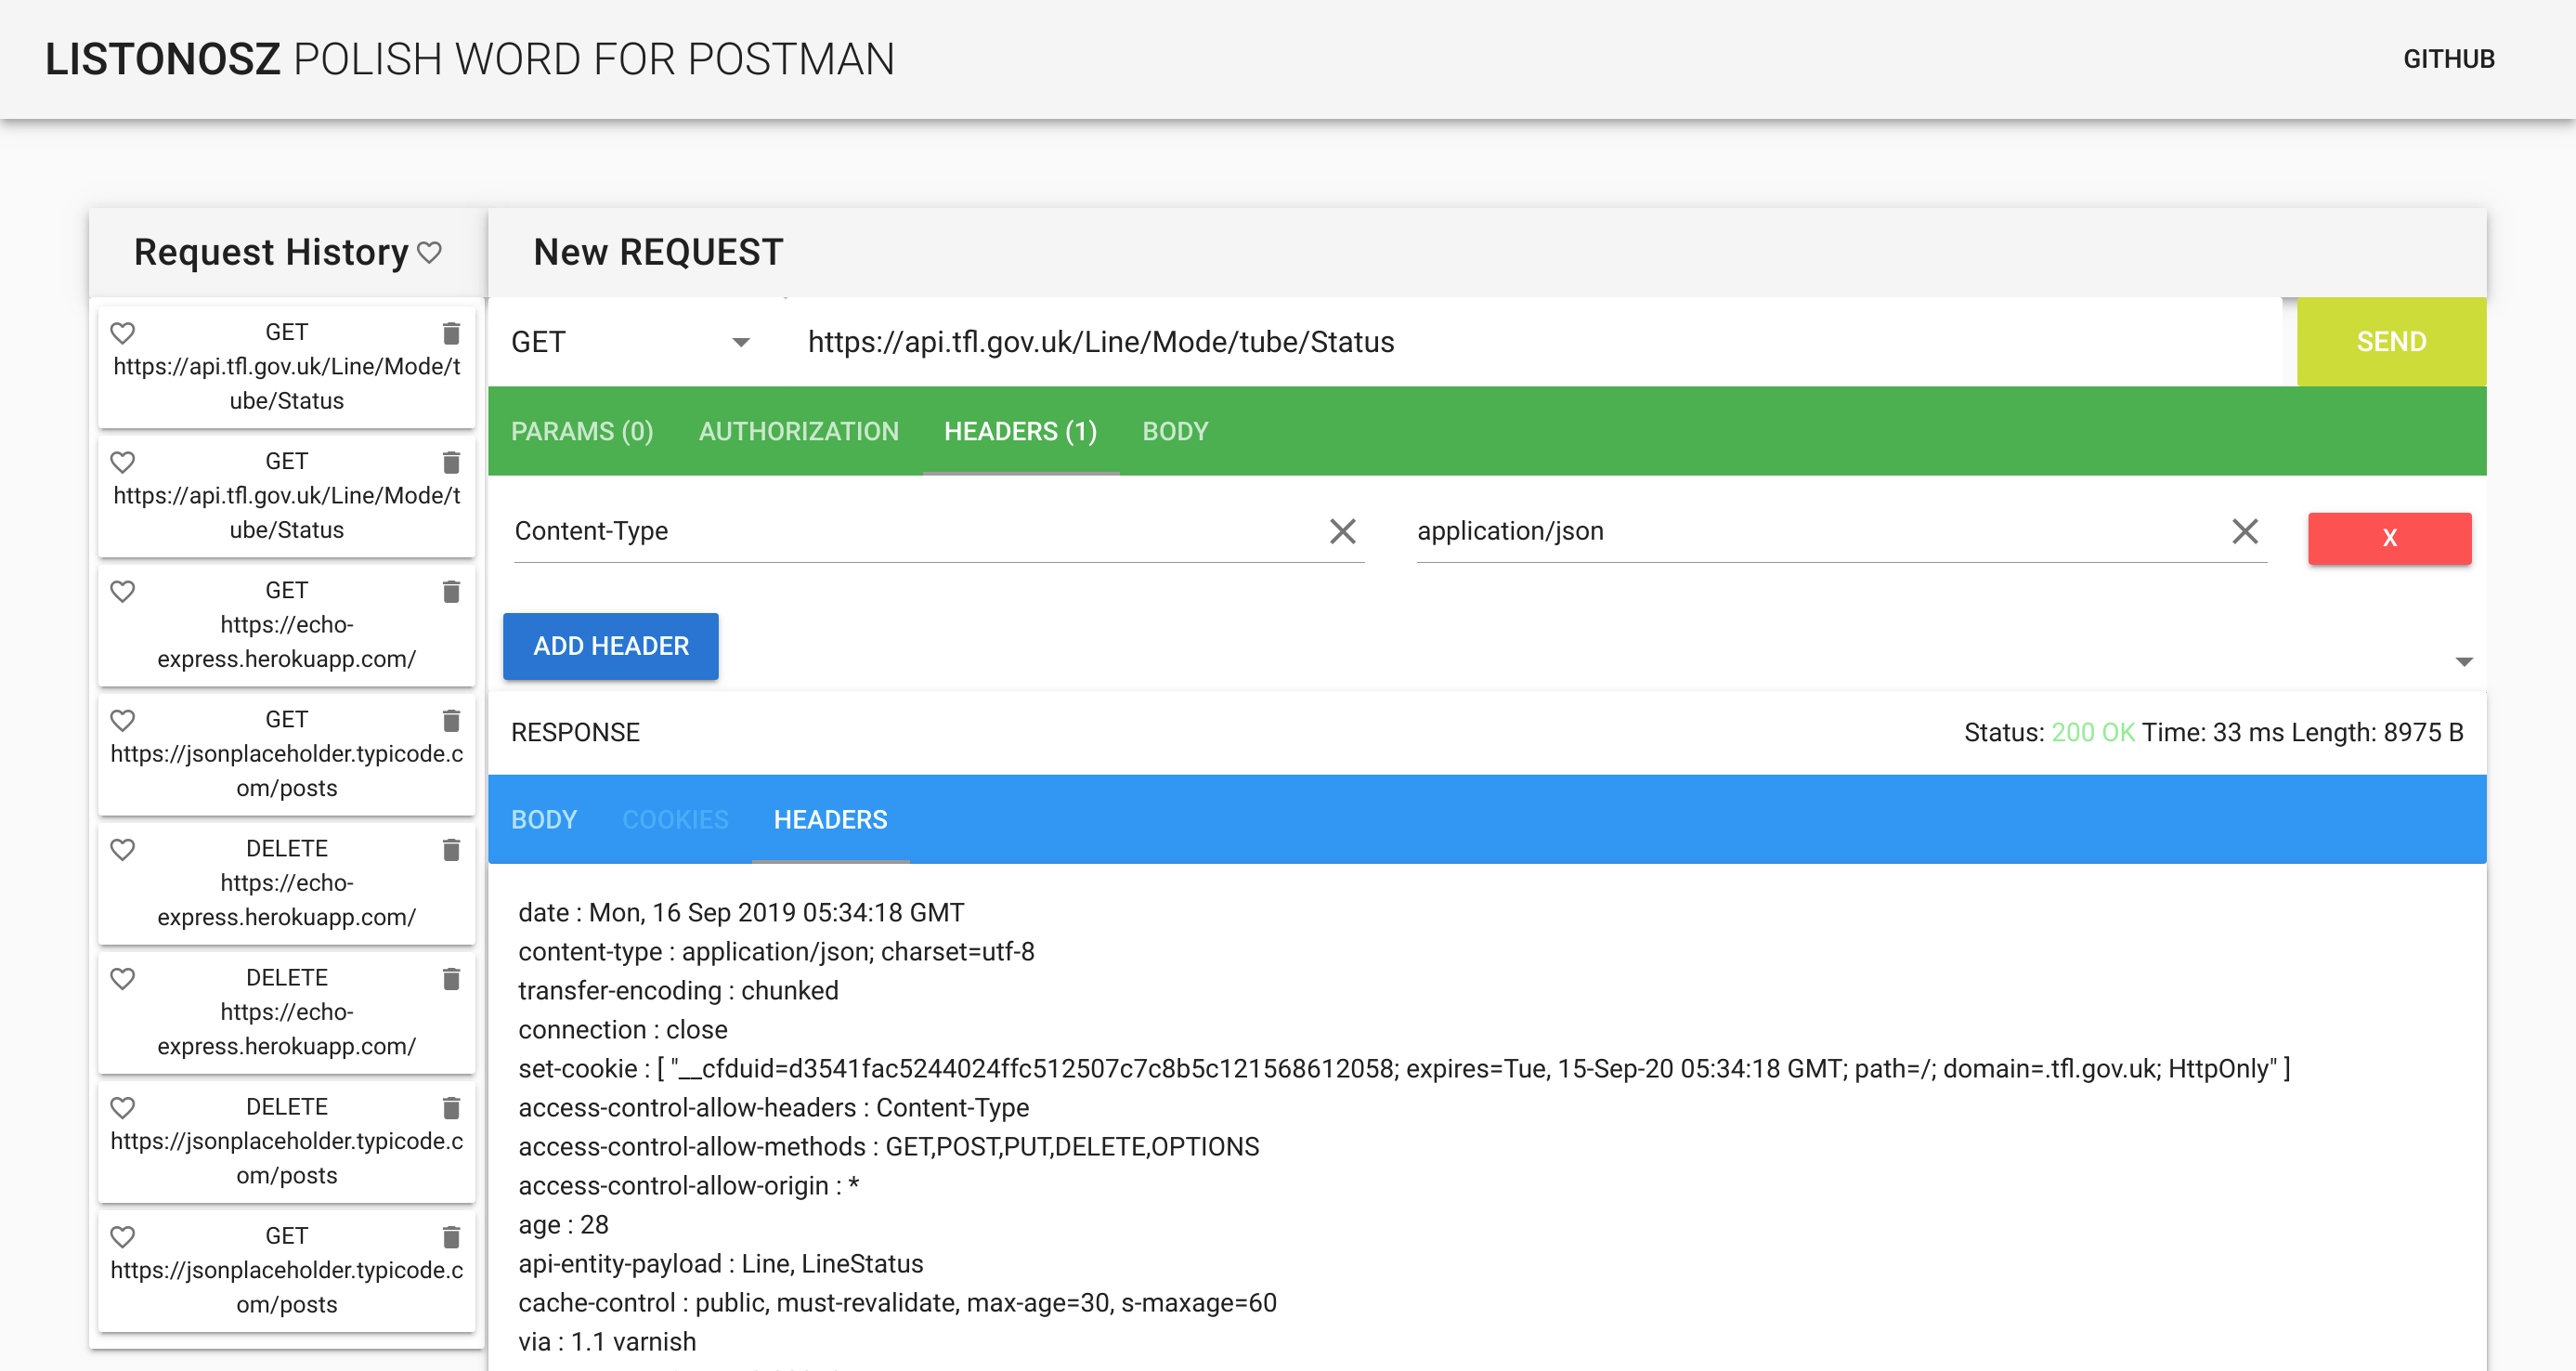 LISTONOSZ POLISH WORD FOR POSTMAN
GITHUB
Request History
GET
https://api.tfl.gov.uk/Line/Mode/t
ube/Status
GET
https://api.tfl.gov.uk/Line/Mode/t
ube/Status
GET
https://echo-
express.herokuapp.com/
GET
https://jsonplaceholder.typicode.c
om/posts
DELETE
https://echo-
express.herokuapp.com/
DELETE
https://echo-
express.herokuapp.com/
DELETE
https://jsonplaceholder.typicode.c
om/posts
GET
https://jsonplaceholder.typicode.c
om/posts
New REQUEST
GET
https://api.tfl.gov.uk/Line/Mode/tube/Status
SEND
PARAMS (0) AUTHORIZATION HEADERS (1) BODY
Content-Type
application/json
X
ADD HEADER
RESPONSE
Status: 200 OK Time: 33 ms Length: 8975 B
BODY COOKIES HEADERS
date : Mon, 16 Sep 2019 05:34:18 GMT
content-type : application/json; charset=utf-8
transfer-encoding : chunked
connection : close
set-cookie : [ "__cfduid=d3541fac5244024ffc512507c7c8b5c121568612058; expires=Tue, 15-Sep-20 05:34:18 GMT; path=/; domain=.tfl.gov.uk; HttpOnly" ]
access-control-allow-headers : Content-Type
access-control-allow-methods : GET,POST,PUT,DELETE,OPTIONS
access-control-allow-origin : *
age : 28
api-entity-payload : Line, LineStatus
cache-control : public, must-revalidate, max-age=30, s-maxage=60
via : 1.1 varnish